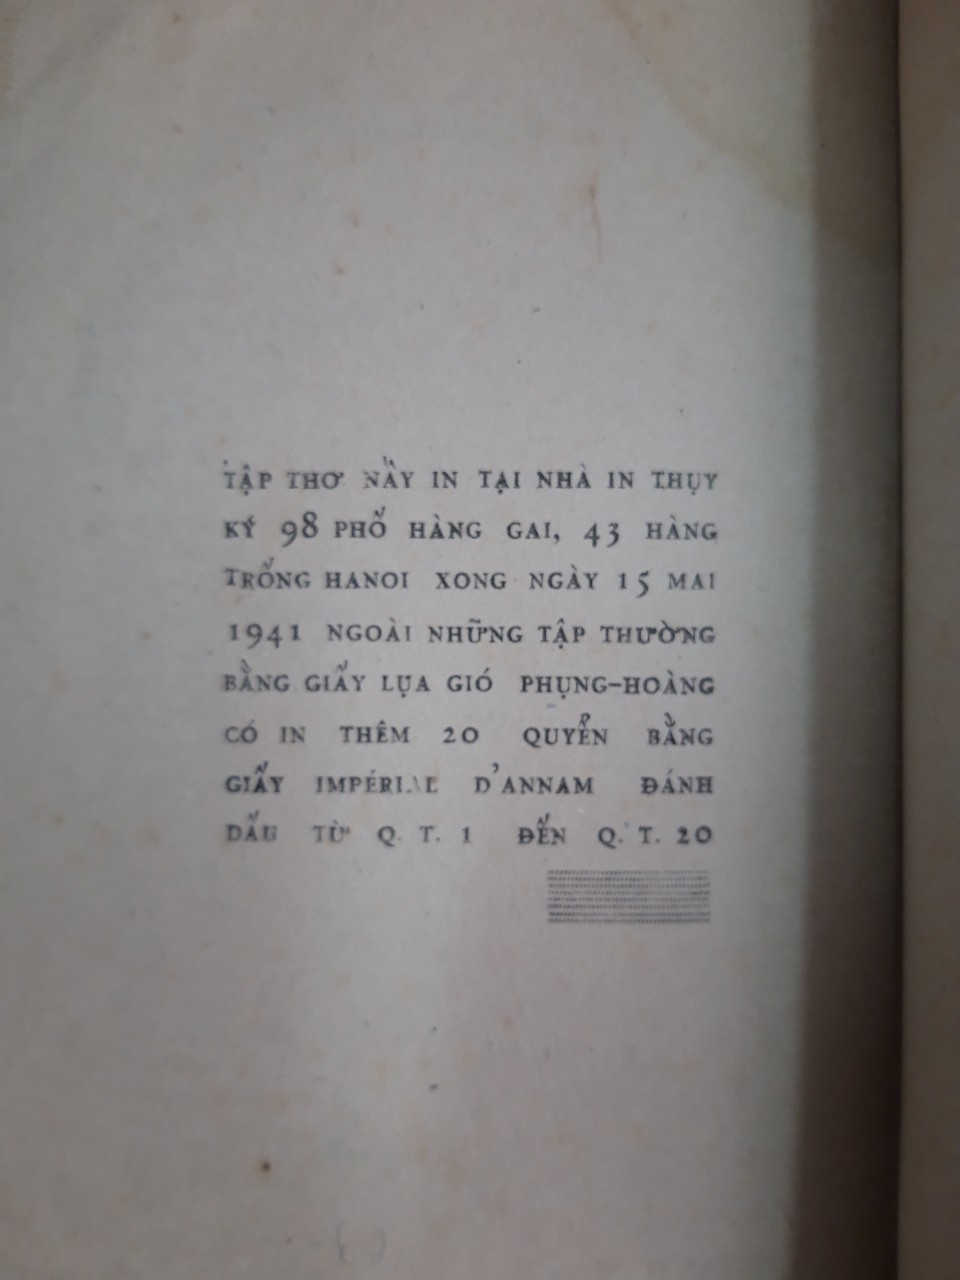 TẬP THƠ NẦY IN TẠI NHÀ IN THỤY
KÝ 98 PHỐ HÀNG GAI, 43 HÀNG
TRỐNG HANOI XONG NGÀY 15 MAI
1941 NGOÀI NHỮNG TẬP THƯỜNG
BẰNG GIẤY LỤA GIÓ PHỤNG-HOÀNG
CÓ IN THÊM 20 QUYỂN BẰNG
GIẤY IMPÉRIAL D'ANNAM ĐÁNH
DẤU TỪ Q. T. 1 ĐẾN Q. T. 20